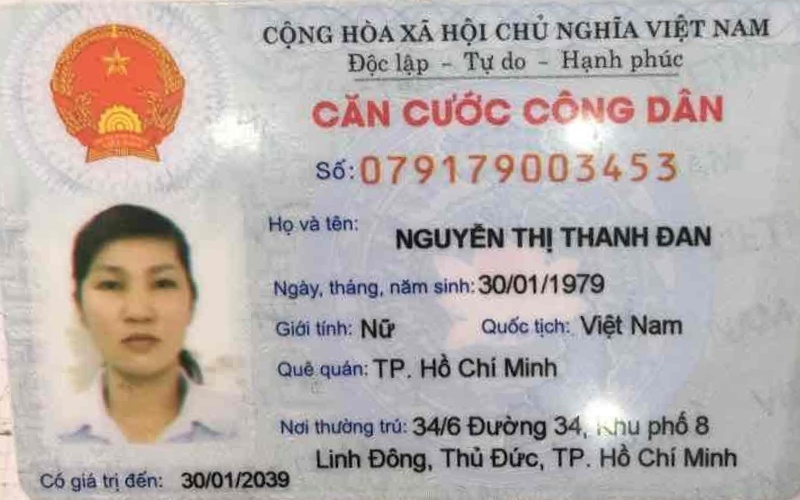 CỘNG HÒA XÃ HỘI CHỦ NGHĨA VIỆT NAM
Độc lập - Tự do - Hạnh phúc
CĂN CƯỚC CÔNG DÂN
Số: 079179003453
Họ và tên: NGUYỄN THỊ THANH ĐAN
Ngày, tháng, năm sinh: 30/01/1979
Giới tính: Nữ Quốc tịch: Việt Nam
Quê quán: TP. Hồ Chí Minh
Nơi thường trú: 34/6 Đường 34, Khu phố 8
Linh Đông, Thủ Đức, TP. Hồ Chí Minh
Có giá trị đến: 30/01/2039